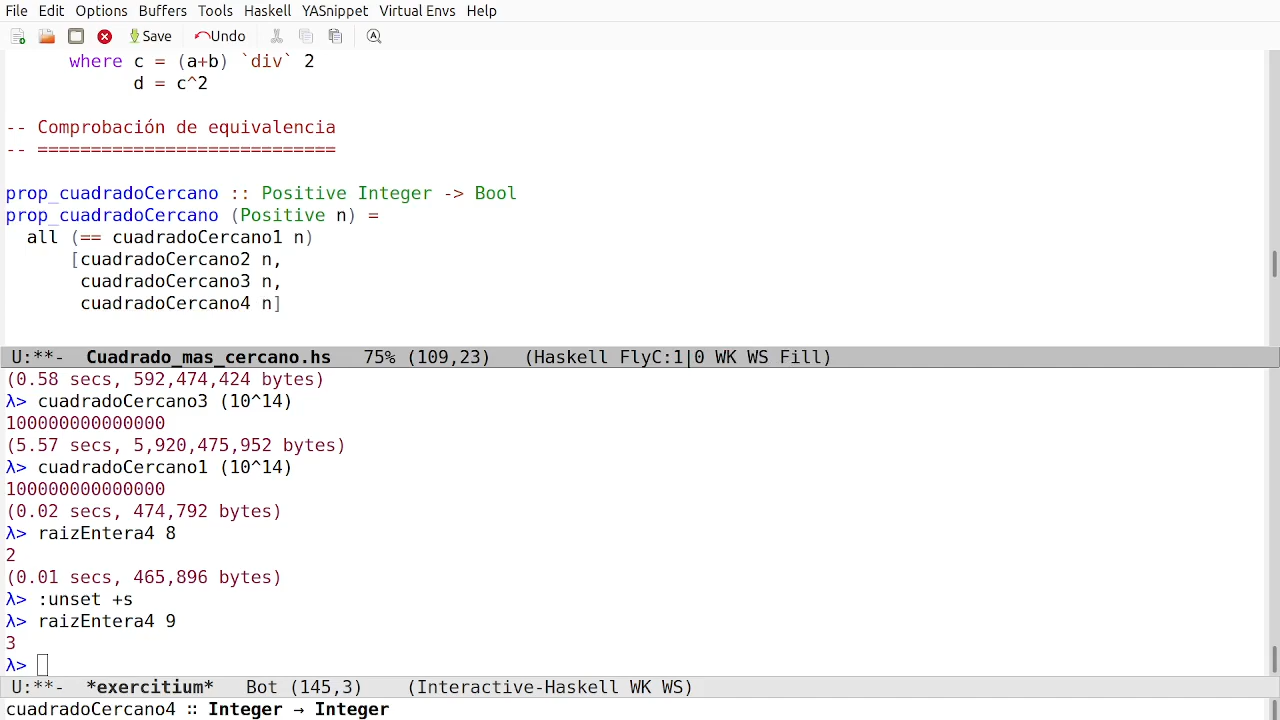 File Edit Options Buffers Tools Haskell YASnippet Virtual Envs Help
Save Undo
where c = (a+b) `div` 2
d = c^2
-- Comprobación de equivalencia
-- ============================
prop_cuadradoCercano :: Positive Integer -> Bool
prop_cuadradoCercano (Positive n) =
all (== cuadradoCercano1 n)
[cuadradoCercano2 n,
cuadradoCercano3 n,
cuadradoCercano4 n]
U:**- Cuadrado_mas_cercano.hs 75% (109,23) (Haskell FlyC:1|0 WK WS Fill)
(0.58 secs, 592,474,424 bytes)
λ> cuadradoCercano3 (10^14)
100000000000000
(5.57 secs, 5,920,475,952 bytes)
λ> cuadradoCercano1 (10^14)
100000000000000
(0.02 secs, 474,792 bytes)
λ> raizEntera4 8
2
(0.01 secs, 465,896 bytes)
λ> :unset +s
λ> raizEntera4 9
3
λ>
U:**- *exercitium* Bot (145,3) (Interactive-Haskell WK WS)
cuadradoCercano4 ∷ Integer → Integer